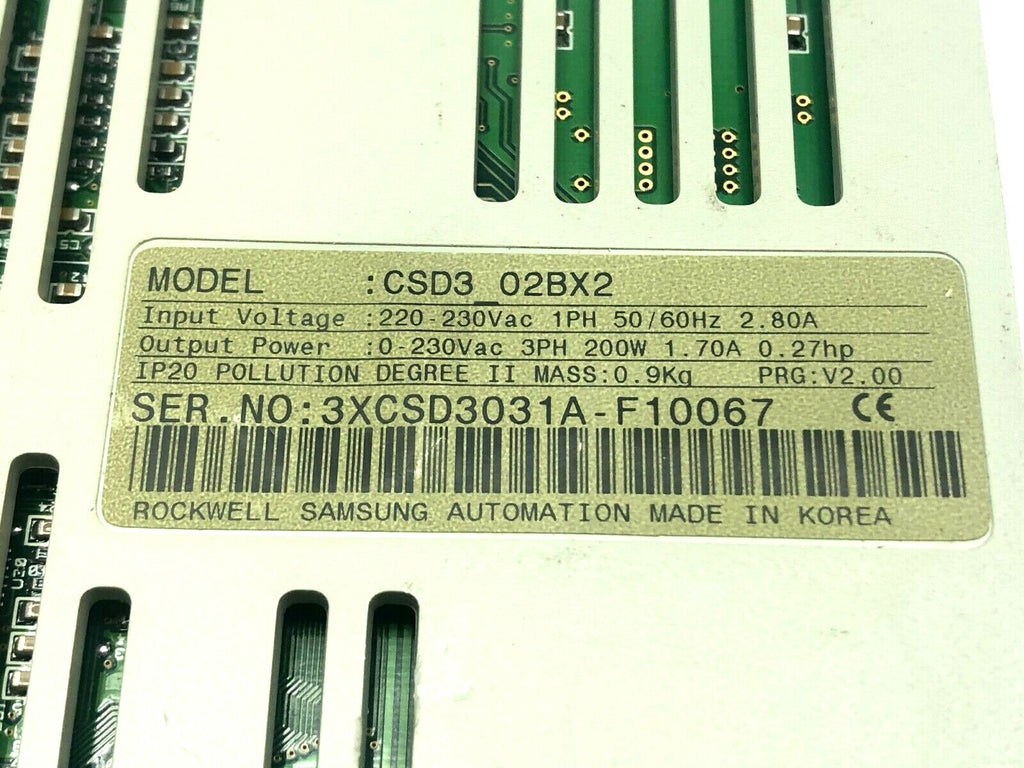 MODEL :CSD3_02BX2
Input Voltage :220-230Vac 1PH 50/60Hz 2.80A
Output Power :0-230Vac 3PH 200W 1.70A 0.27hp
IP20 POLLUTION DEGREE II MASS:0.9Kg PRG:V2.00
SER.NO:3XCSD3031A-F10067 CE
ROCKWELL SAMSUNG AUTOMATION MADE IN KOREA
U30